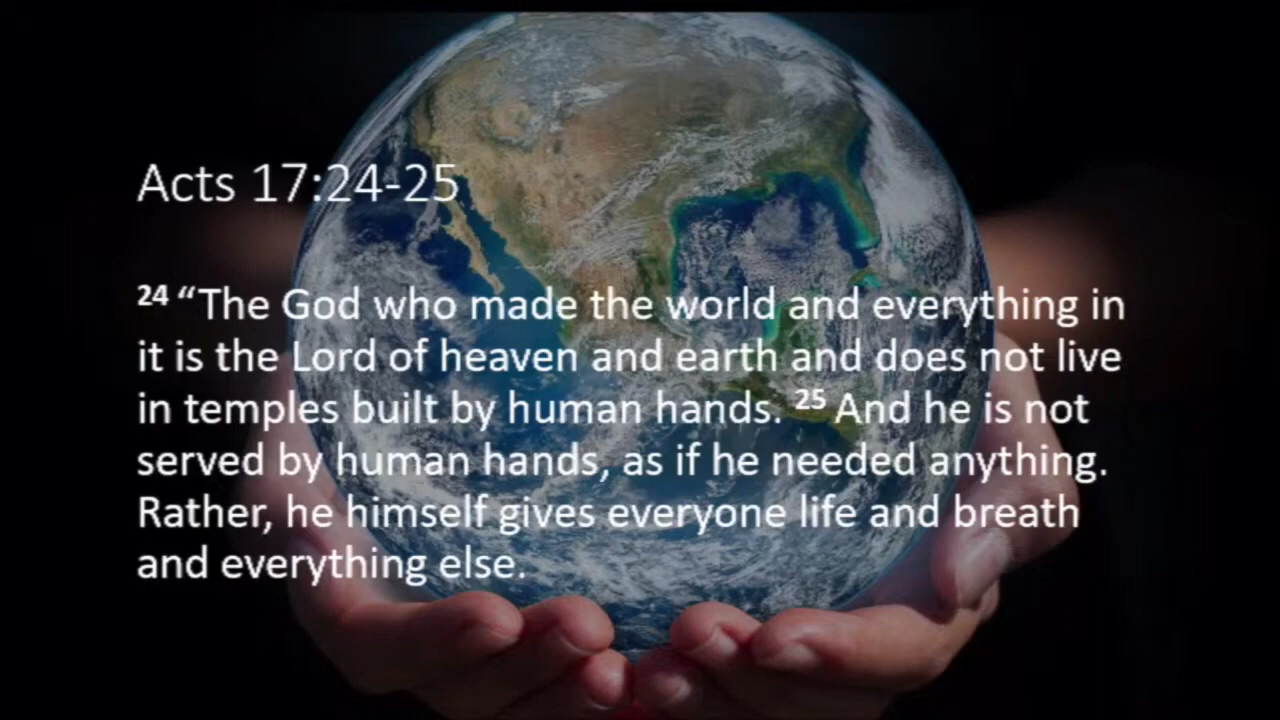 Acts 17:24-25
24 “The God who made the world and everything in
it is the Lord of heaven and earth and does not live
in temples built by human hands. 25 And he is not
served by human hands, as if he needed anything.
Rather, he himself gives everyone life and breath
and everything else.